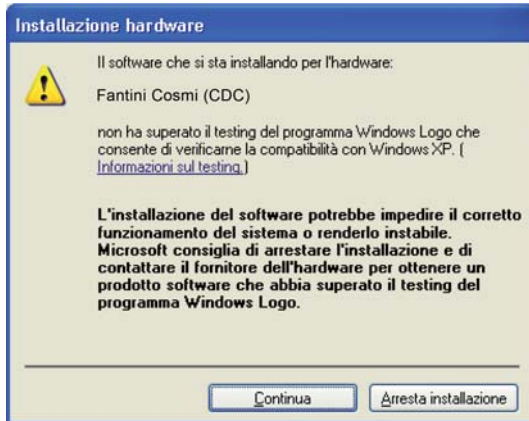 Installazione hardware
Il software che si sta installando per l'hardware:
Fantini Cosmi (CDC)
non ha superato il testing del programma Windows Logo che
consente di verificarne la compatibilità con Windows XP. (
Informazioni sul testing.)
L'installazione del software potrebbe impedire il corretto
funzionamento del sistema o renderlo instabile.
Microsoft consiglia di arrestare l'installazione e di
contattare il fornitore dell'hardware per ottenere un
prodotto software che abbia superato il testing del
programma Windows Logo.
Continua
Arresta installazione